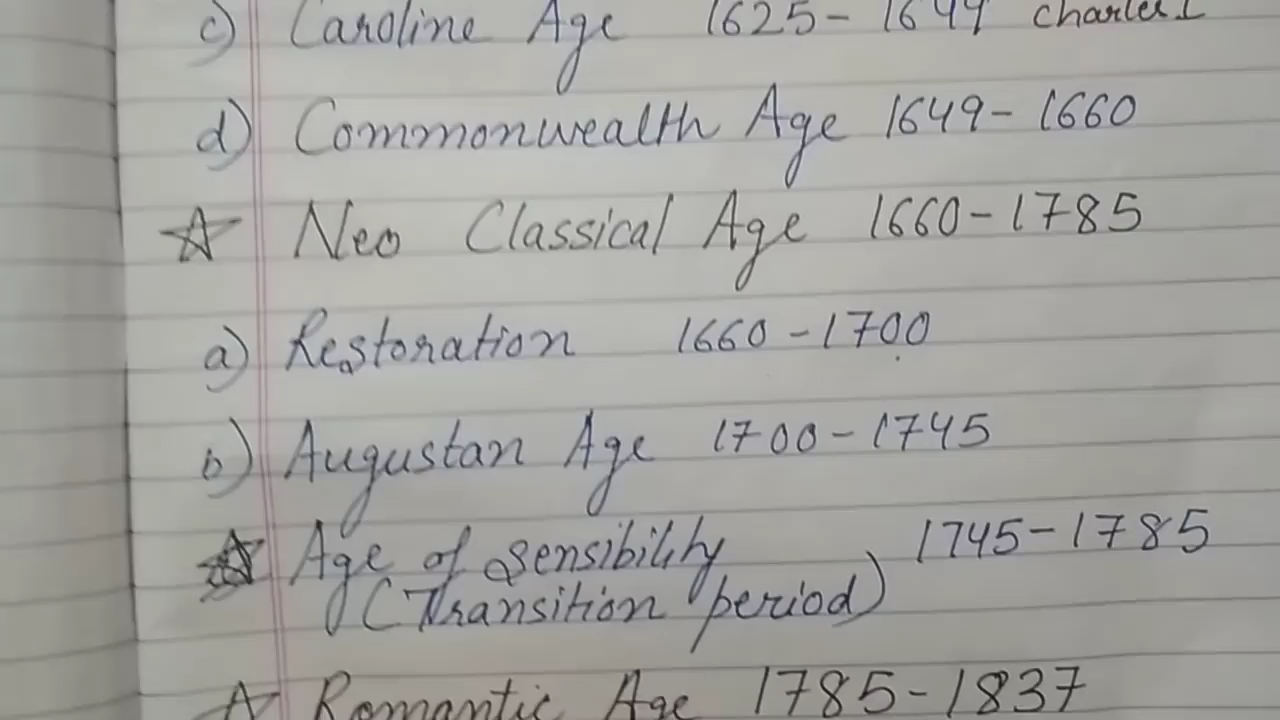 c) Caroline Age 1625- 1649 Charles I
d) Commonwealth Age 1649- 1660
☆ Neo Classical Age 1660-1785
a) Restoration 1660 -1700
b) Augustan Age 1700-1745
☆ Age of Sensibility 1745-1785
(Transition period)
☆ Romantic Age 1785-1837